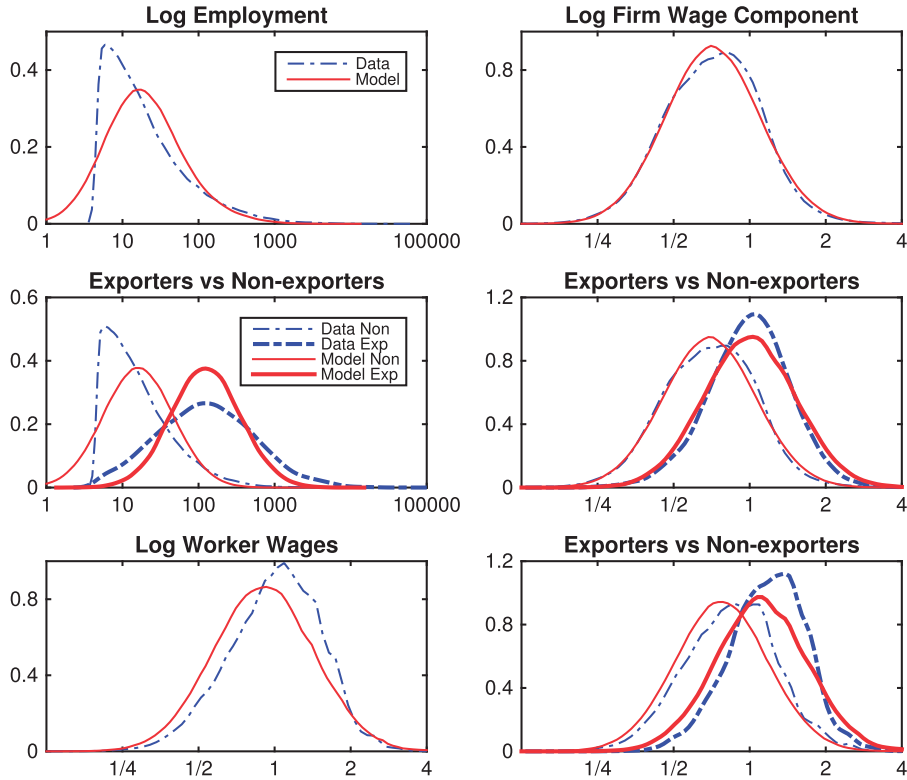 Log Employment
Log Firm Wage Component
0.4
0.2
0
Data
Model
1 10 100 1000 100000
0.8
0.4
0
1/4 1/2 1 2 4
Exporters vs Non-exporters
Exporters vs Non-exporters
0.6
0.4
0.2
0
Data Non
Data Exp
Model Non
Model Exp
1 10 100 1000 100000
1.2
0.8
0.4
0
1/4 1/2 1 2 4
Log Worker Wages
Exporters vs Non-exporters
0.8
0.4
0
1/4 1/2 1 2 4
1.2
0.8
0.4
0
1/4 1/2 1 2 4